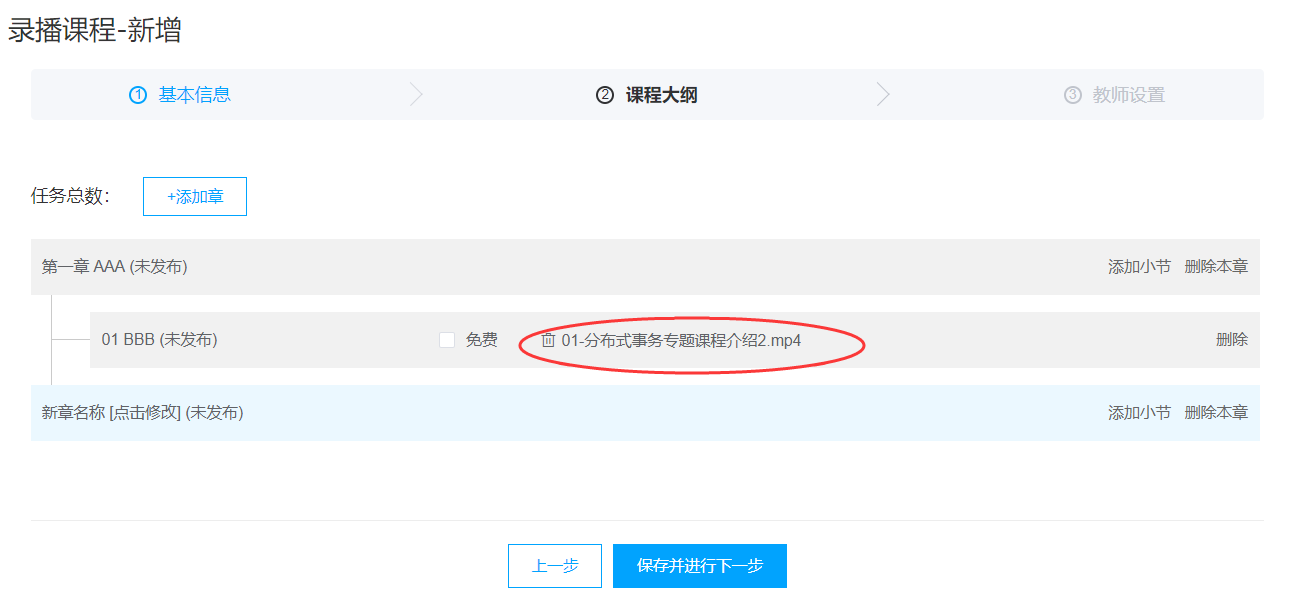 录播课程-新增
① 基本信息
② 课程大纲
③ 教师设置
任务总数： +添加章
第一章 AAA (未发布) 添加小节 删除本章
01 BBB (未发布) 免费 01-分布式事务专题课程介绍2.mp4 删除
新章名称 [点击修改] (未发布) 添加小节 删除本章
上一步 保存并进行下一步